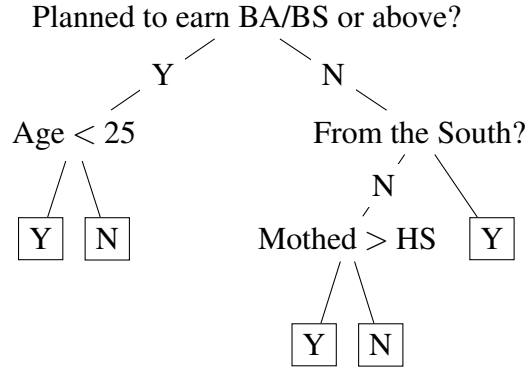 Planned to earn BA/BS or above?
Y N
Age < 25 From the South?
N
Y N Mothed > HS Y
Y N